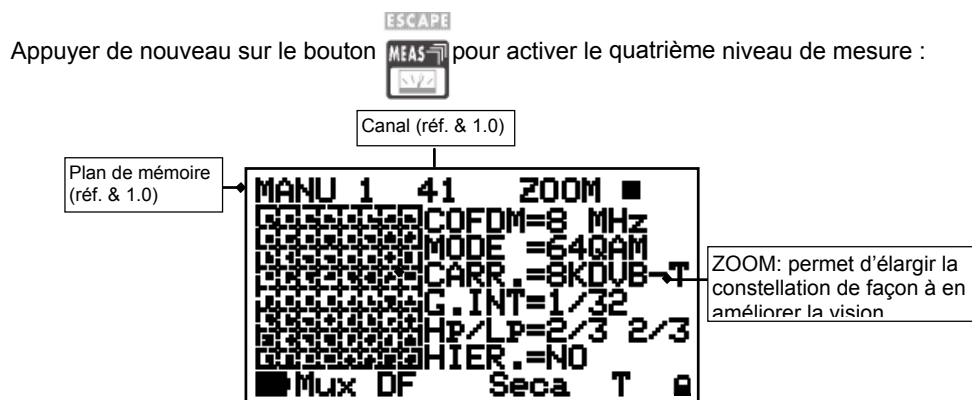 ESCAPE
Appuyer de nouveau sur le bouton MEAS pour activer le quatrième niveau de mesure :
Canal (réf. & 1.0)
Plan de mémoire
(réf. & 1.0)
MANU 1 41 ZOOM
COFDM=8 MHz
MODE =64QAM
CARR.=8KDVB-T
G.INT=1/32
Hp/Lp=2/3 2/3
HIER.=NO
Mux DF Seca T
ZOOM: permet d'élargir la
constellation de façon à en
améliorer la vision